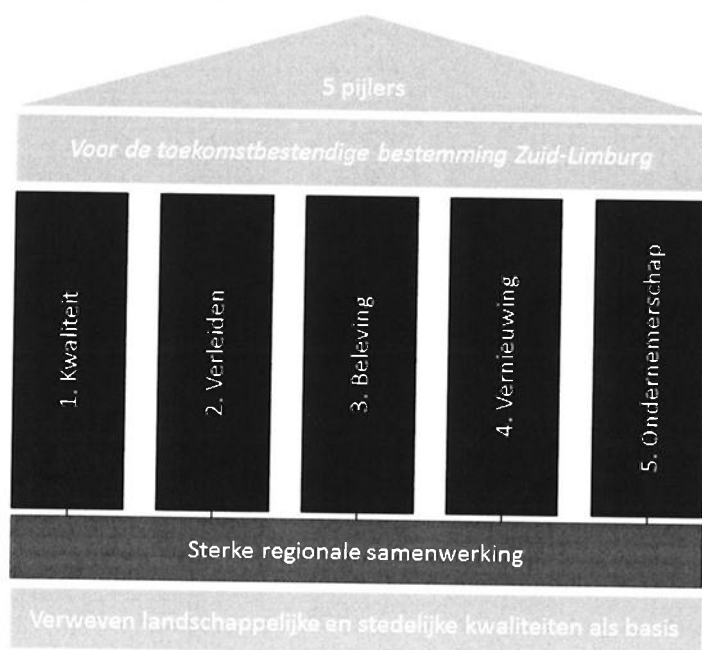 5 pijlers
Voor de toekomstbestendige bestemming Zuid-Limburg
1. Kwaliteit
2. Verleiden
3. Beleving
4. Vernieuwing
5. Ondernemerschap
Sterke regionale samenwerking
Verweven landschappelijke en stedelijke kwaliteiten als basis